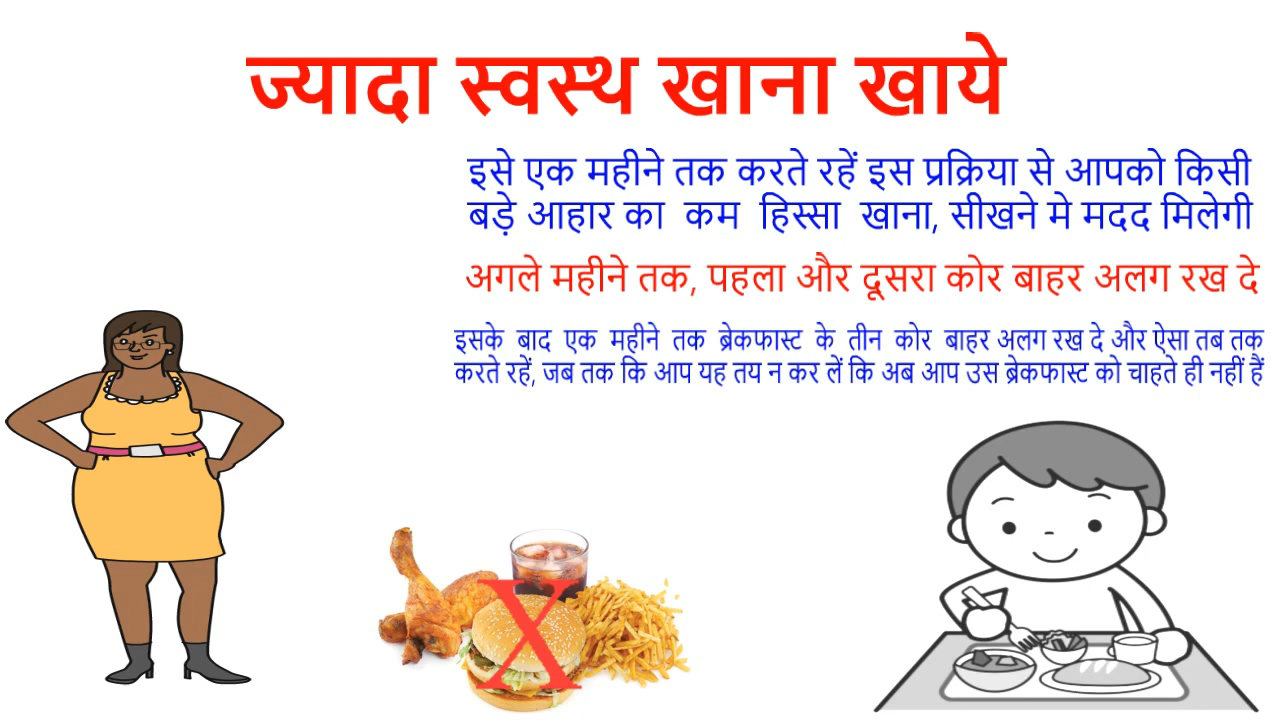 ज्यादा स्वस्थ खाना खाये
इसे एक महीने तक करते रहें इस प्रक्रिया से आपको किसी
बड़े आहार का कम हिस्सा खाना, सीखने मे मदद मिलेगी
अगले महीने तक, पहला और दूसरा कोर बाहर अलग रख दे
इसके बाद एक महीने तक ब्रेकफास्ट के तीन कोर बाहर अलग रख दे और ऐसा तब तक
करते रहें, जब तक कि आप यह तय न कर लें कि अब आप उस ब्रेकफास्ट को चाहते ही नहीं हैं
X